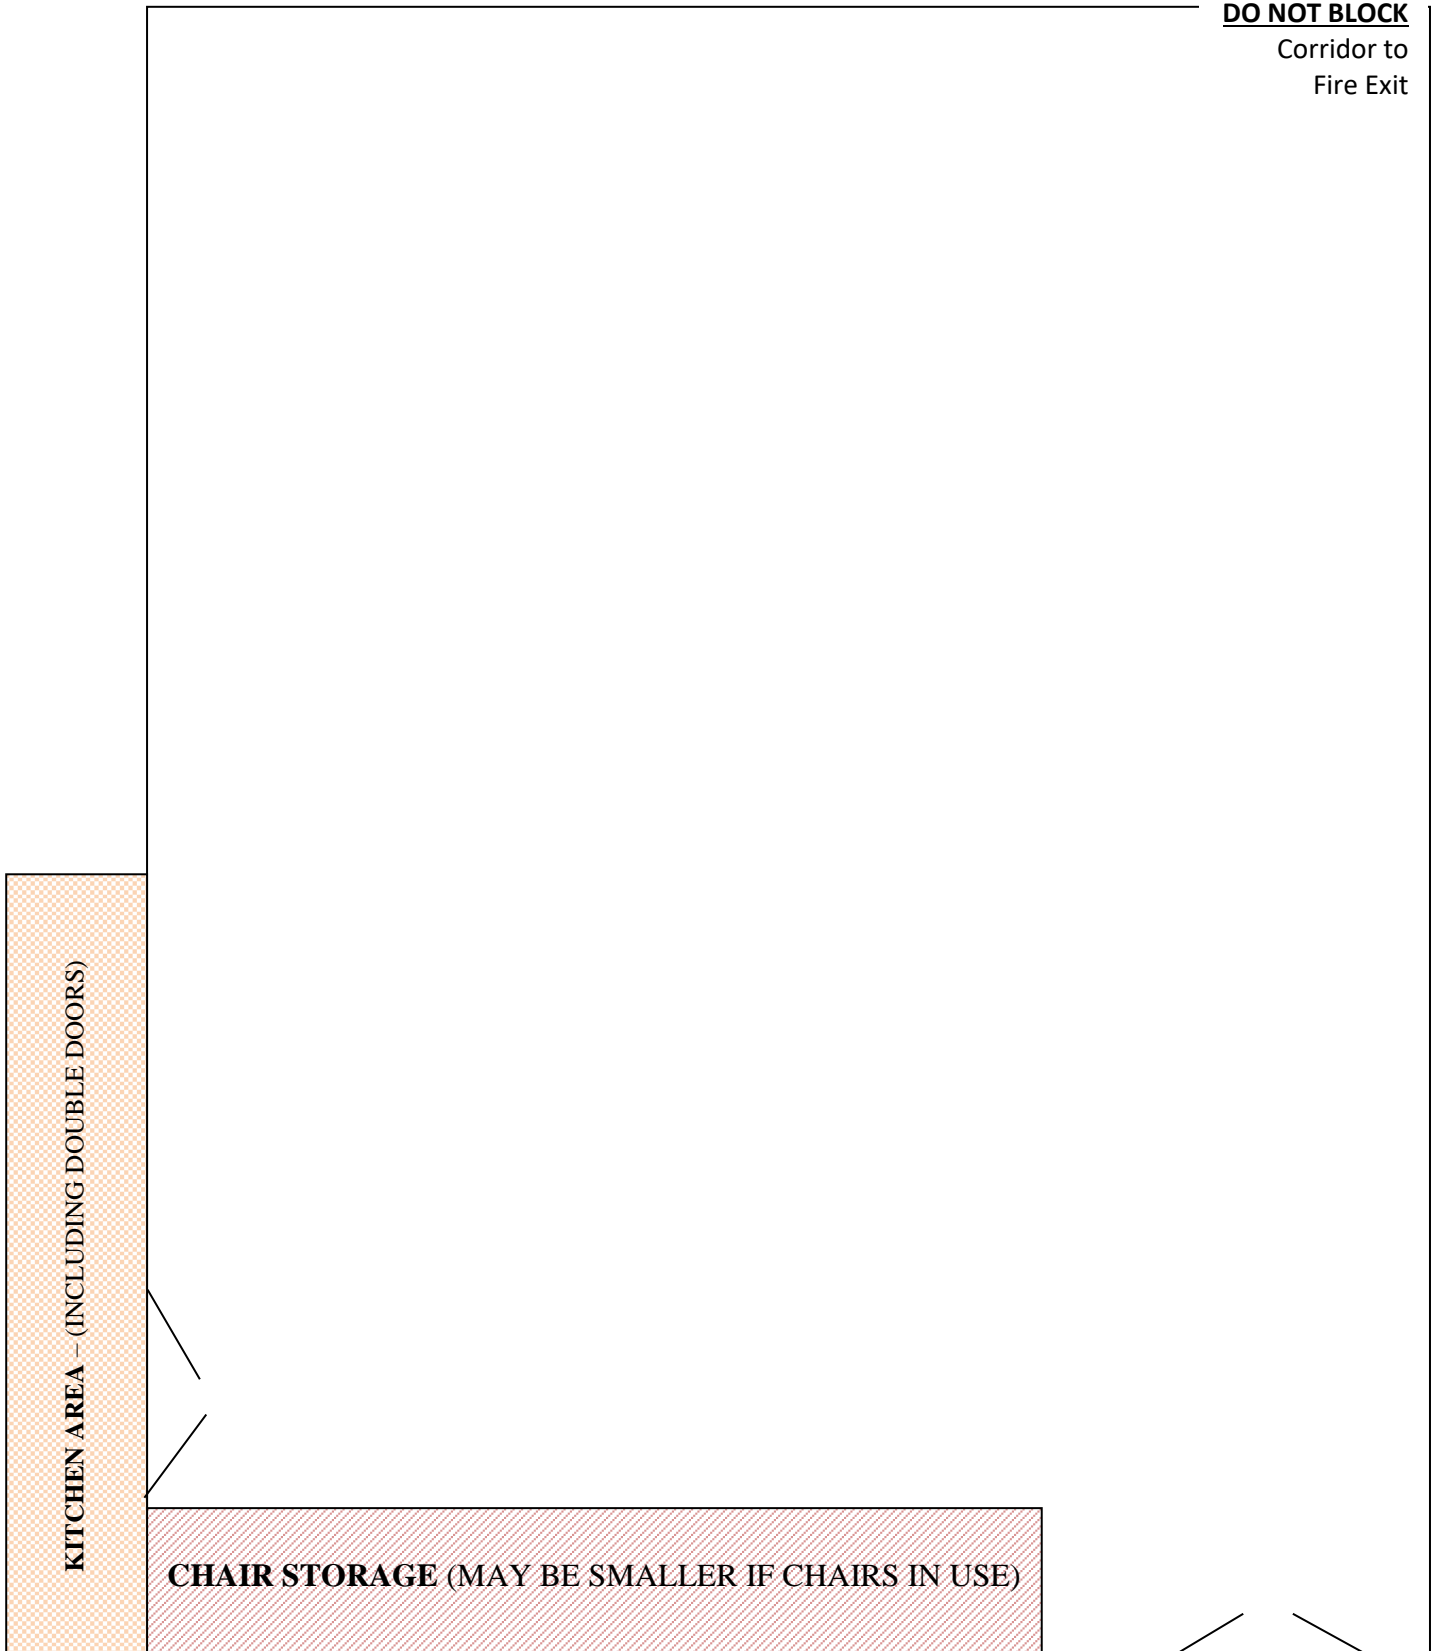 DO NOT BLOCK
Corridor to
Fire Exit
KITCHEN AREA – (INCLUDING DOUBLE DOORS)
CHAIR STORAGE (MAY BE SMALLER IF CHAIRS IN USE)